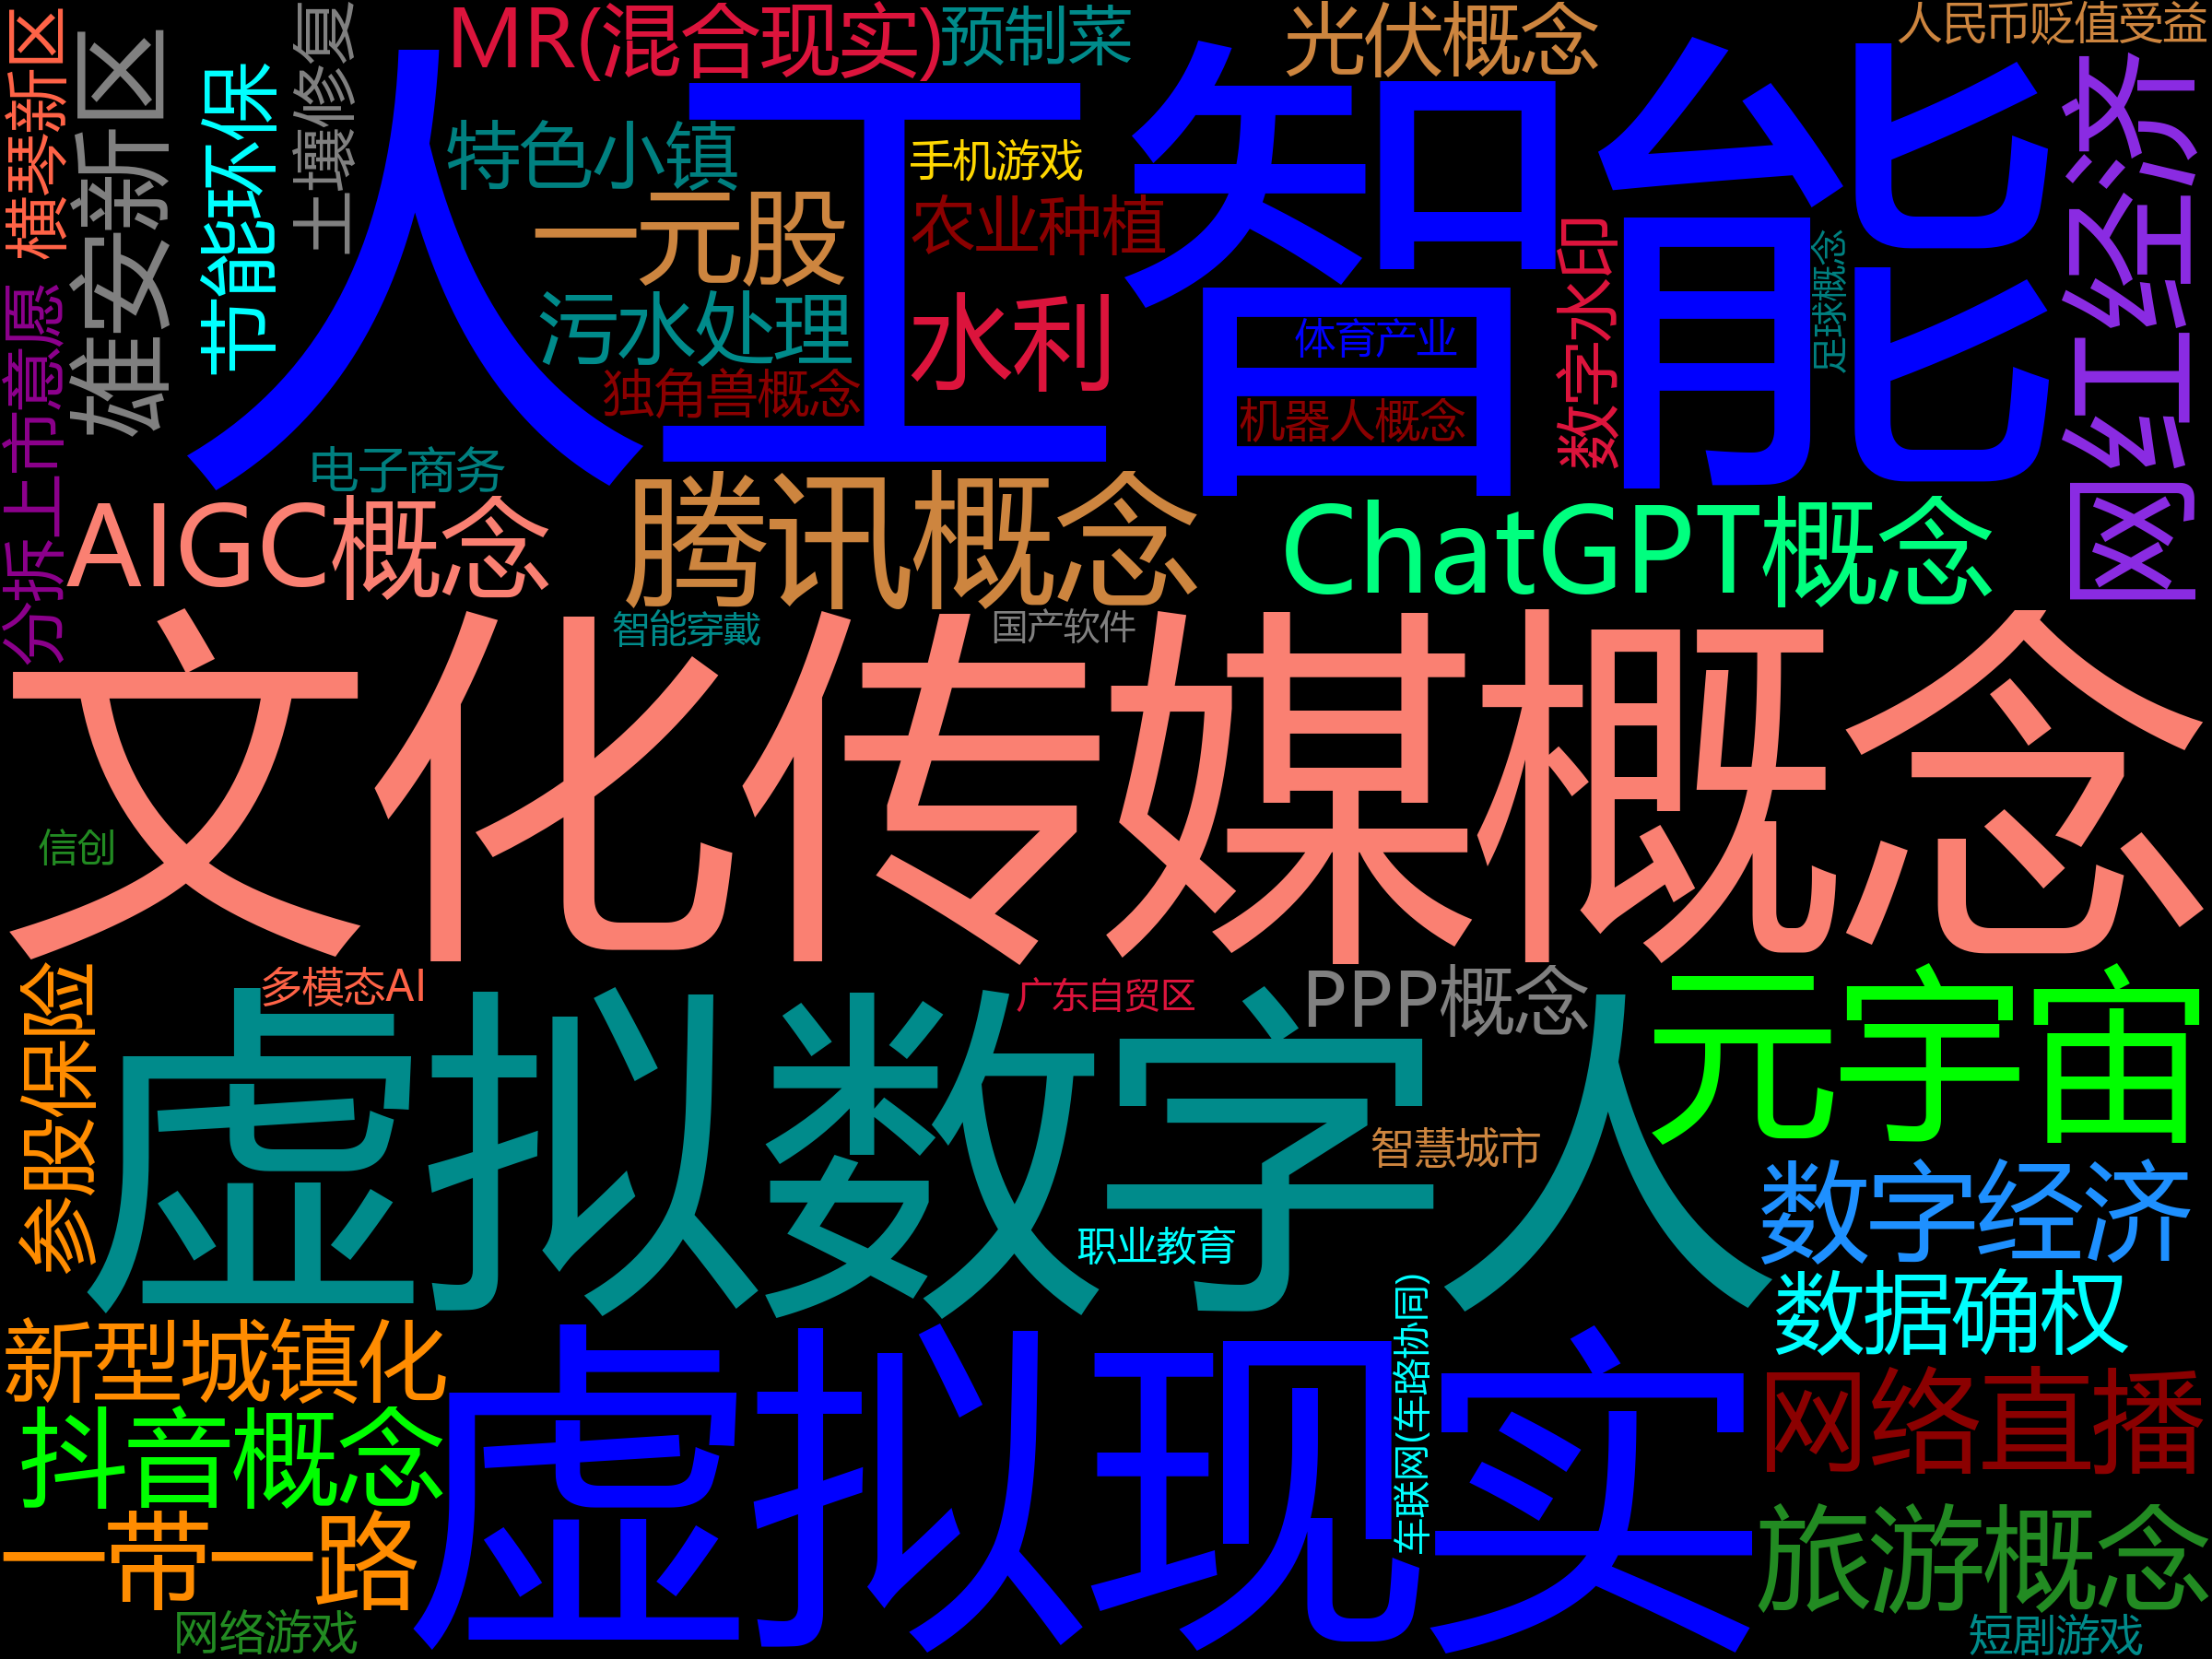 横琴新区
雄安新区
节能环保
土壤修复
MR(混合现实)
预制菜
光伏概念
人民币贬值受益
人工智能
特色小镇
手机游戏
一元股
农业种植
污水处理
水利
独角兽概念
体育产业
机器人概念
数字水印
足球概念
网红经济
分拆上市意愿
电子商务
AIGC概念
腾讯概念
ChatGPT概念
智能穿戴
国产软件
文化传媒概念
信创
多模态AI
广东自贸区
PPP概念
元宇宙
参股保险
虚拟数字人
智慧城市
职业教育
数字经济
数据确权
新型城镇化
车联网(车路协同)
抖音概念
虚拟现实
网络直播
一带一路
旅游概念
网络游戏
短剧游戏